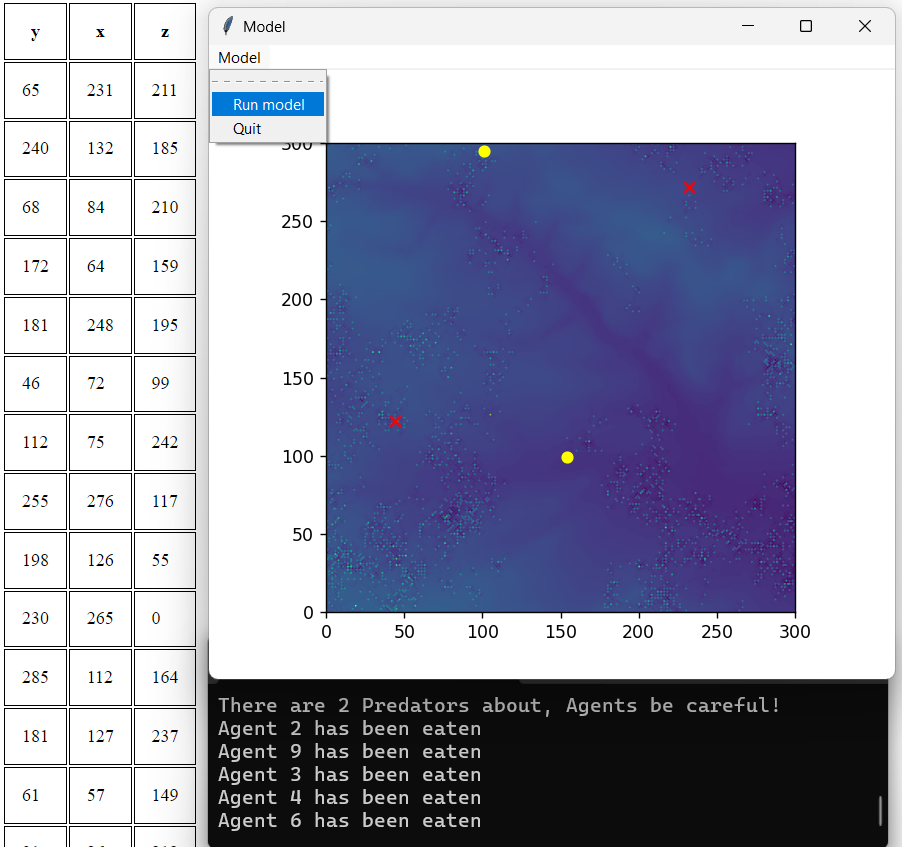 y x z
65 231 211
240 132 185
68 84 210
172 64 159
181 248 195
46 72 99
112 75 242
255 276 117
198 126 55
230 265 0
285 112 164
181 127 237
61 57 149
Model
Model
Run model
Quit
300
250
200
150
100
50
0
0 50 100 150 200 250 300
There are 2 Predators about, Agents be careful!
Agent 2 has been eaten
Agent 9 has been eaten
Agent 3 has been eaten
Agent 4 has been eaten
Agent 6 has been eaten